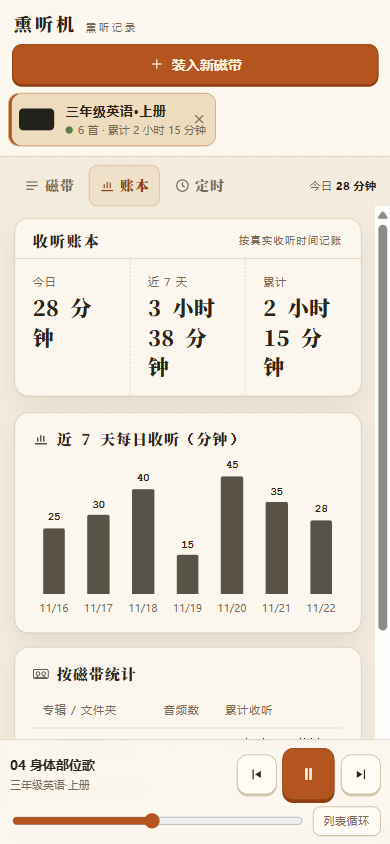 熏听机 熏听记录
＋ 装入新磁带
三年级英语·上册
6 首 · 累计 2 小时 15 分钟
磁带 账本 定时 今日 28 分钟
收听账本 按真实收听时间记账
今日 近 7 天 累计
28 分 3 小时 2 小时
钟 38 分 15 分
钟 钟
近 7 天每日收听（分钟）
45
40
35
30
28
25
15
11/16 11/17 11/18 11/19 11/20 11/21 11/22
按磁带统计
专辑 / 文件夹 音频数 累计收听
04 身体部位歌
三年级英语·上册
列表循环